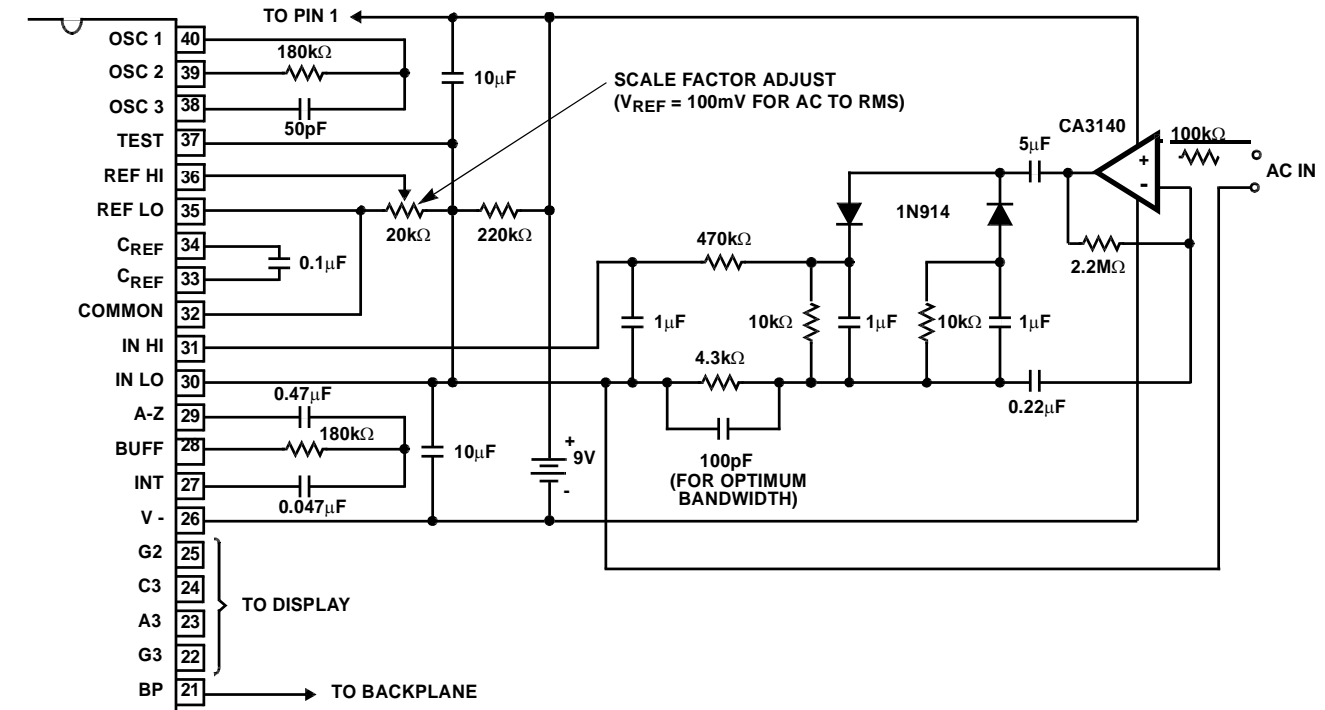 TO PIN 1
OSC 1 40
180kΩ
OSC 2 39
OSC 3 38
50pF
TEST 37
REF HI 36
REF LO 35
20kΩ
220kΩ
C_REF 34
0.1μF
C_REF 33
COMMON 32
IN HI 31
IN LO 30
0.47μF
A-Z 29
180kΩ
BUFF 28
INT 27
0.047μF
V - 26
G2 25
C3 24
A3 23
G3 22
TO DISPLAY
BP 21
TO BACKPLANE
10μF
SCALE FACTOR ADJUST
(V_REF = 100mV FOR AC TO RMS)
CA3140
+
-
100kΩ
AC IN
5μF
1N914
2.2MΩ
470kΩ
1μF
10kΩ
1μF
10kΩ
1μF
4.3kΩ
0.22μF
100pF
(FOR OPTIMUM
BANDWIDTH)
10μF
+
9V
-